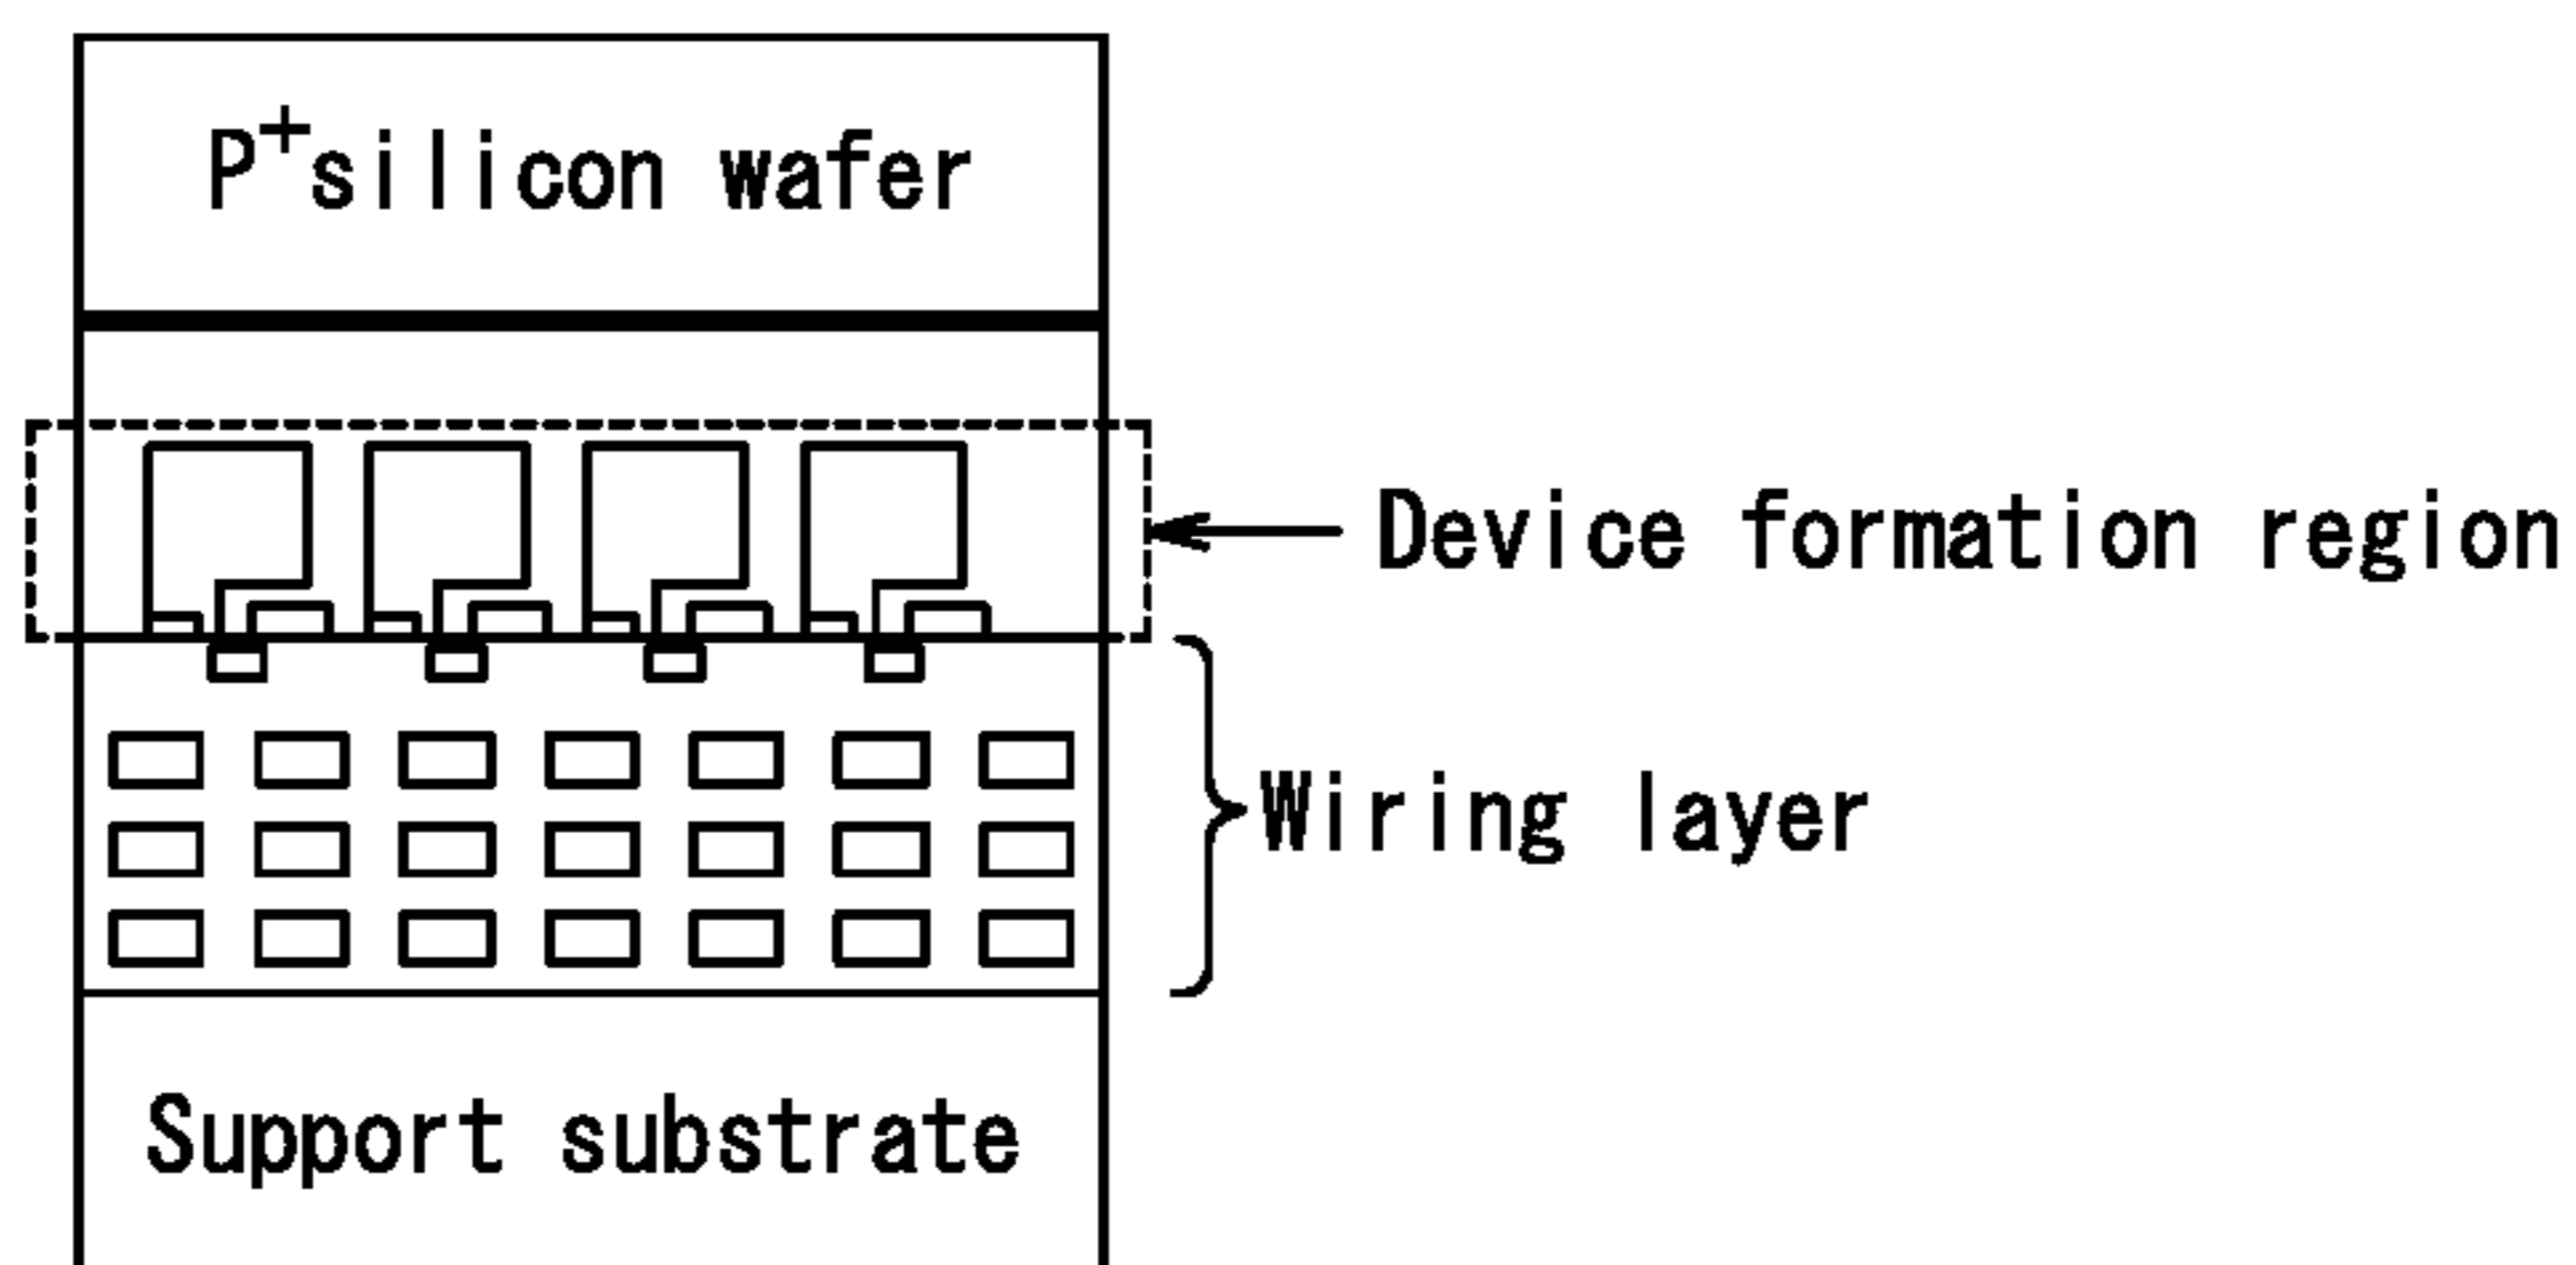 P⁺silicon wafer
Device formation region
Wiring layer
Support substrate